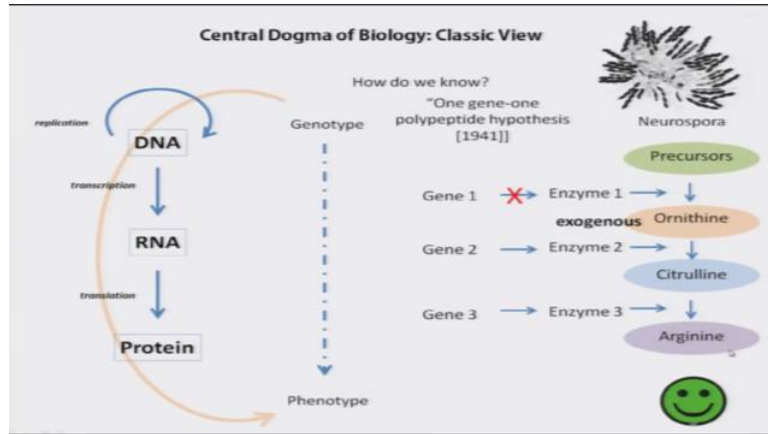 Central Dogma of Biology: Classic View
How do we know?
"One gene-one
polypeptide hypothesis
[1941]]
Neurospora
replication
DNA
transcription
RNA
translation
Protein
Genotype
Phenotype
Precursors
Gene 1 Enzyme 1
exogenous Ornithine
Gene 2 Enzyme 2
Citrulline
Gene 3 Enzyme 3
Arginine